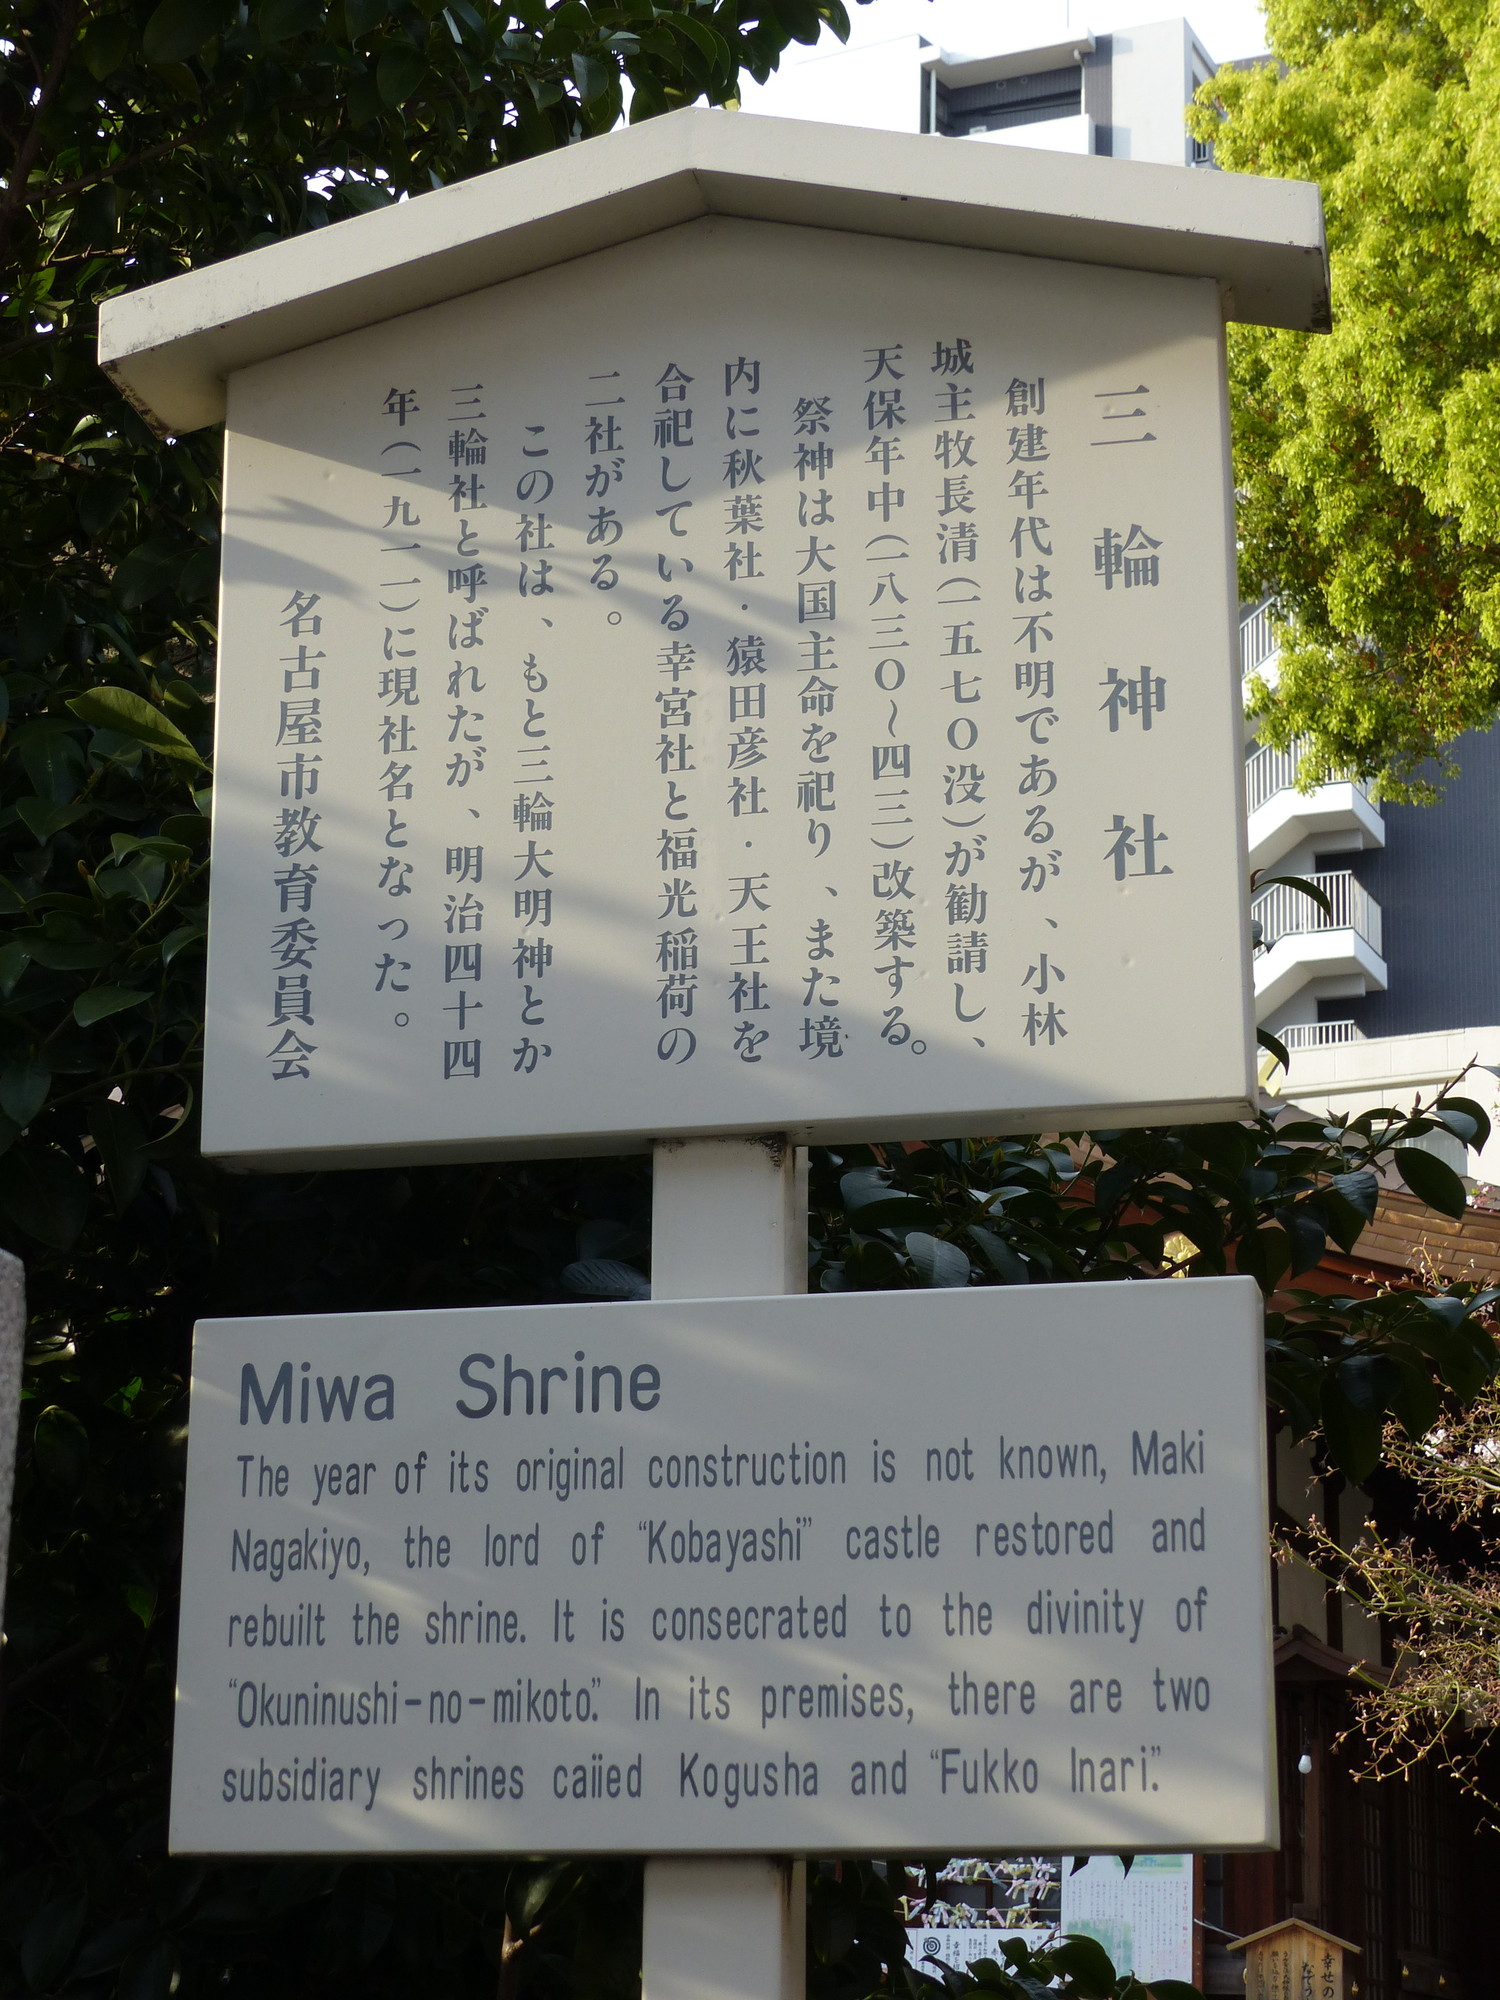 三輪神社
創建年代は不明であるが、小林
城主牧長清(一五七〇没)が勧請し、
天保年中(一八三〇〜四三)改築する。
祭神は大国主命を祀り、また境
内に秋葉社・猿田彦社・天王社を
合祀している幸宮社と福光稲荷の
二社がある。
この社は、もと三輪大明神とか
三輪社と呼ばれたが、明治四十四
年(一九一一)に現社名となった。
名古屋市教育委員会
Miwa Shrine
The year of its original construction is not known, Maki
Nagakiyo, the lord of “Kobayashi” castle restored and
rebuilt the shrine. It is consecrated to the divinity of
“Okuninushi-no-mikoto.” In its premises, there are two
subsidiary shrines caiied Kogusha and “Fukko Inari.”
幸せの